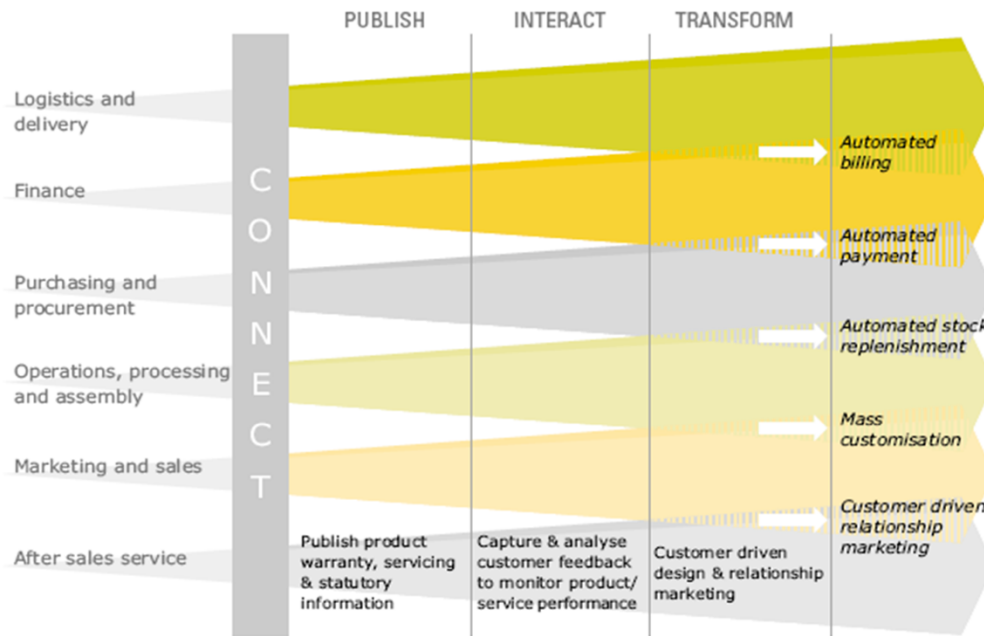 PUBLISH
INTERACT
TRANSFORM
Logistics and
delivery
Finance
Purchasing and
procurement
Operations, processing
and assembly
Marketing and sales
After sales service
CONNECT
Automated
billing
Automated
payment
Automated stock
replenishment
Mass
customisation
Customer driven
relationship
marketing
Publish product
warranty, servicing
& statutory
information
Capture & analyse
customer feedback
to monitor product/
service performance
Customer driven
design & relationship
marketing